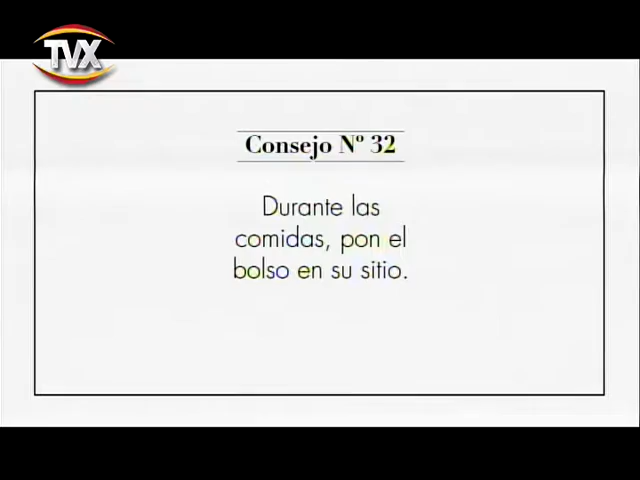 TVX
Consejo Nº 32
Durante las
comidas, pon el
bolso en su sitio.